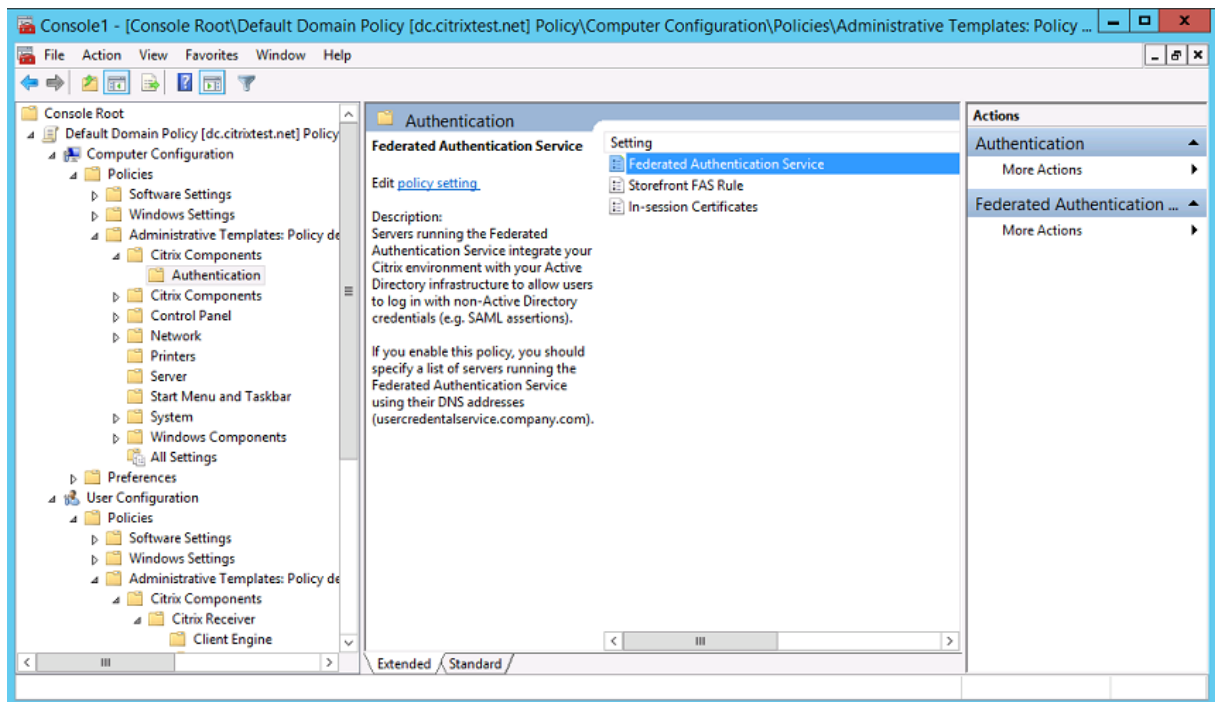 Console1 - [Console Root\Default Domain Policy [dc.citrixtest.net] Policy\Computer Configuration\Policies\Administrative Templates: Policy ...
File Action View Favorites Window Help
Console Root
Default Domain Policy [dc.citrixtest.net] Policy
Computer Configuration
Policies
Software Settings
Windows Settings
Administrative Templates: Policy de
Citrix Components
Authentication
Citrix Components
Control Panel
Network
Printers
Server
Start Menu and Taskbar
System
Windows Components
All Settings
Preferences
User Configuration
Policies
Software Settings
Windows Settings
Administrative Templates: Policy de
Citrix Components
Citrix Receiver
Client Engine
Authentication
Federated Authentication Service
Edit policy setting
Description:
Servers running the Federated
Authentication Service integrate your
Citrix environment with your Active
Directory infrastructure to allow users
to log in with non-Active Directory
credentials (e.g. SAML assertions).
If you enable this policy, you should
specify a list of servers running the
Federated Authentication Service
using their DNS addresses
(usercredentalservice.company.com).
Setting
Federated Authentication Service
Storefront FAS Rule
In-session Certificates
Extended Standard
Actions
Authentication
More Actions
Federated Authentication ...
More Actions